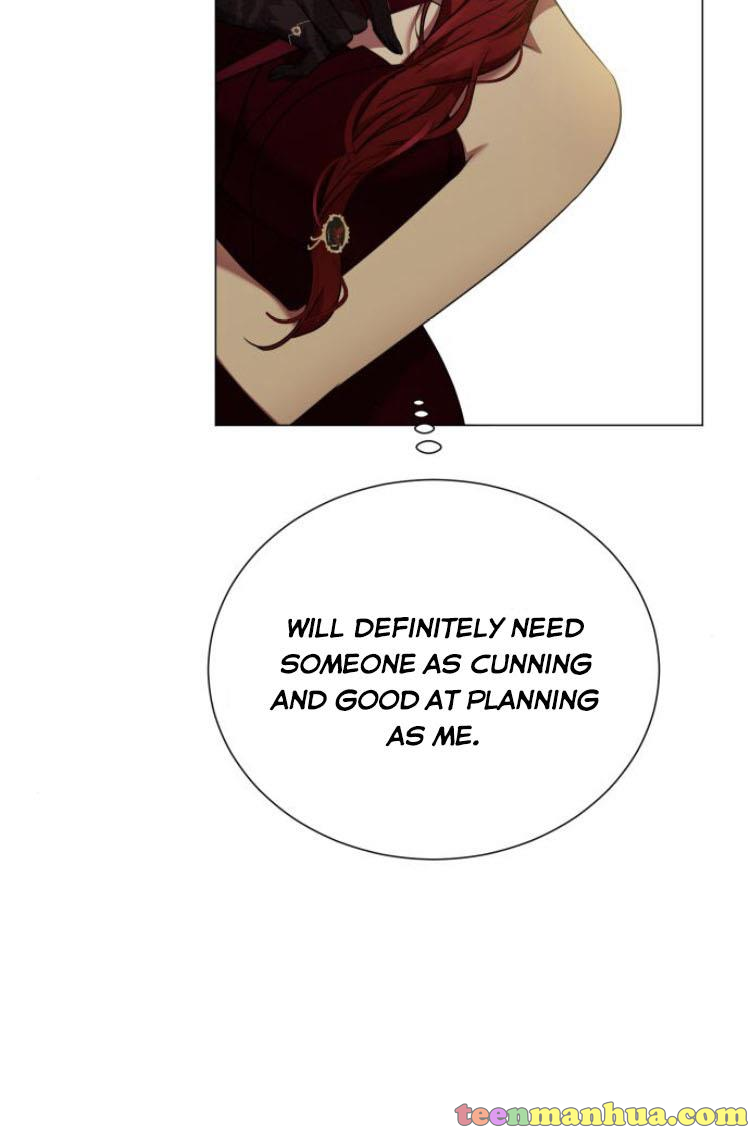 WILL DEFINITELY NEED
SOMEONE AS CUNNING
AND GOOD AT PLANNING
AS ME.
teenmanhua.com